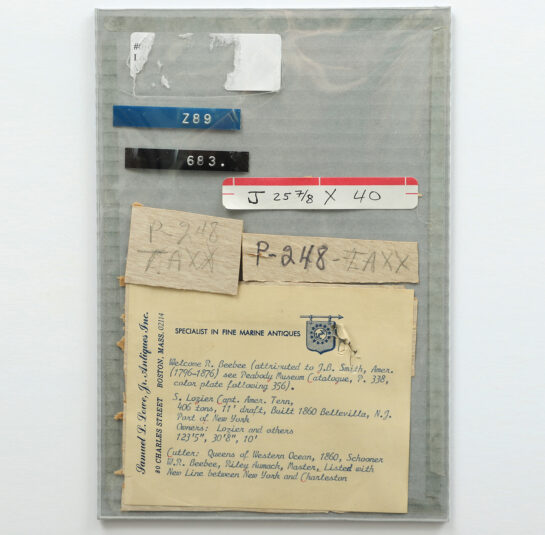 #
I
Z89
683.
J 25 7/8 X 40
P-248
ZAXX
P-248-ZAXX
Samuel L. Lowe, Jr. Antiques Inc.
80 CHARLES STREET BOSTON, MASS. 02114
SPECIALIST IN FINE MARINE ANTIQUES
Welcome R. Beebee (attributed to J.B. Smith, Amer.
(1796-1876) see Peabody Museum Catalogue, P. 338,
color plate following 356).
S. Lozier Capt. Amer. Tern,
406 tons, 11' draft, Built 1860 Belleville, N.J.
Port of New York
Owners: Lozier and others
123'5", 30'8", 10'
Cutter: Queens of Western Ocean, 1860, Schooner
W.R. Beebee, Riley Master, Listed with
New Line between New York and Charleston